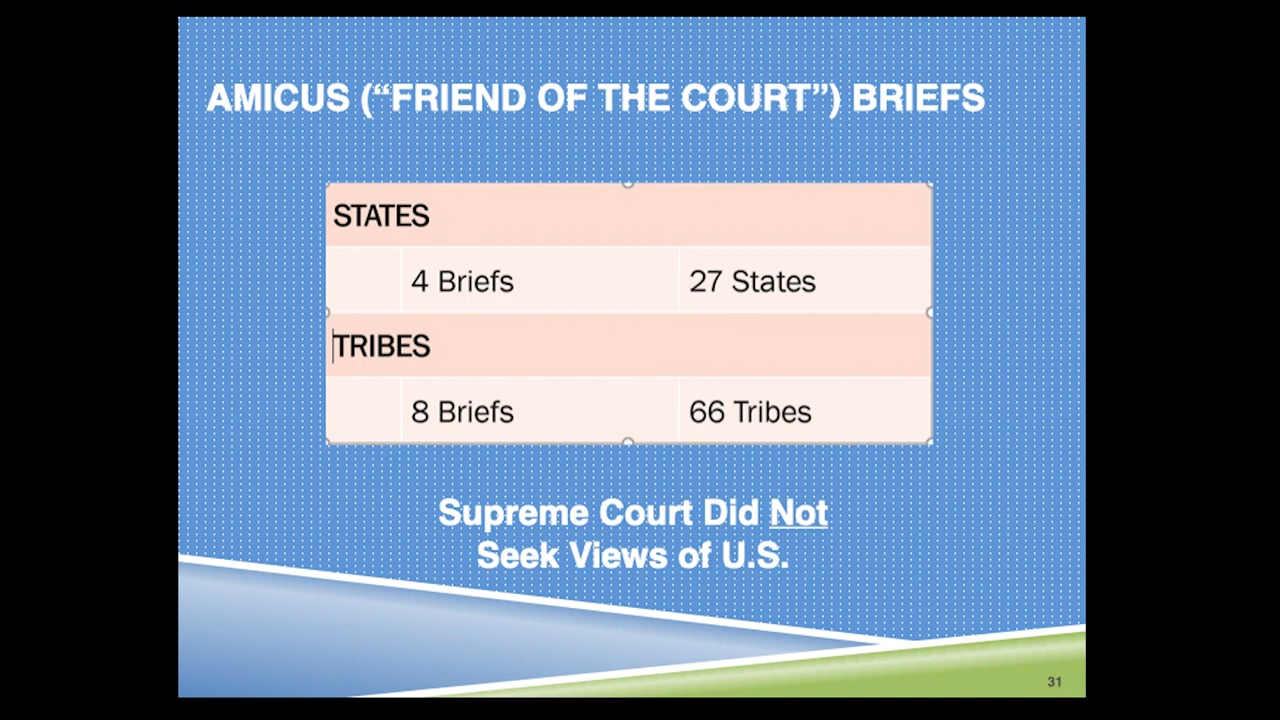 AMICUS (“FRIEND OF THE COURT”) BRIEFS
STATES
4 Briefs 27 States
TRIBES
8 Briefs 66 Tribes
Supreme Court Did Not
Seek Views of U.S.
31